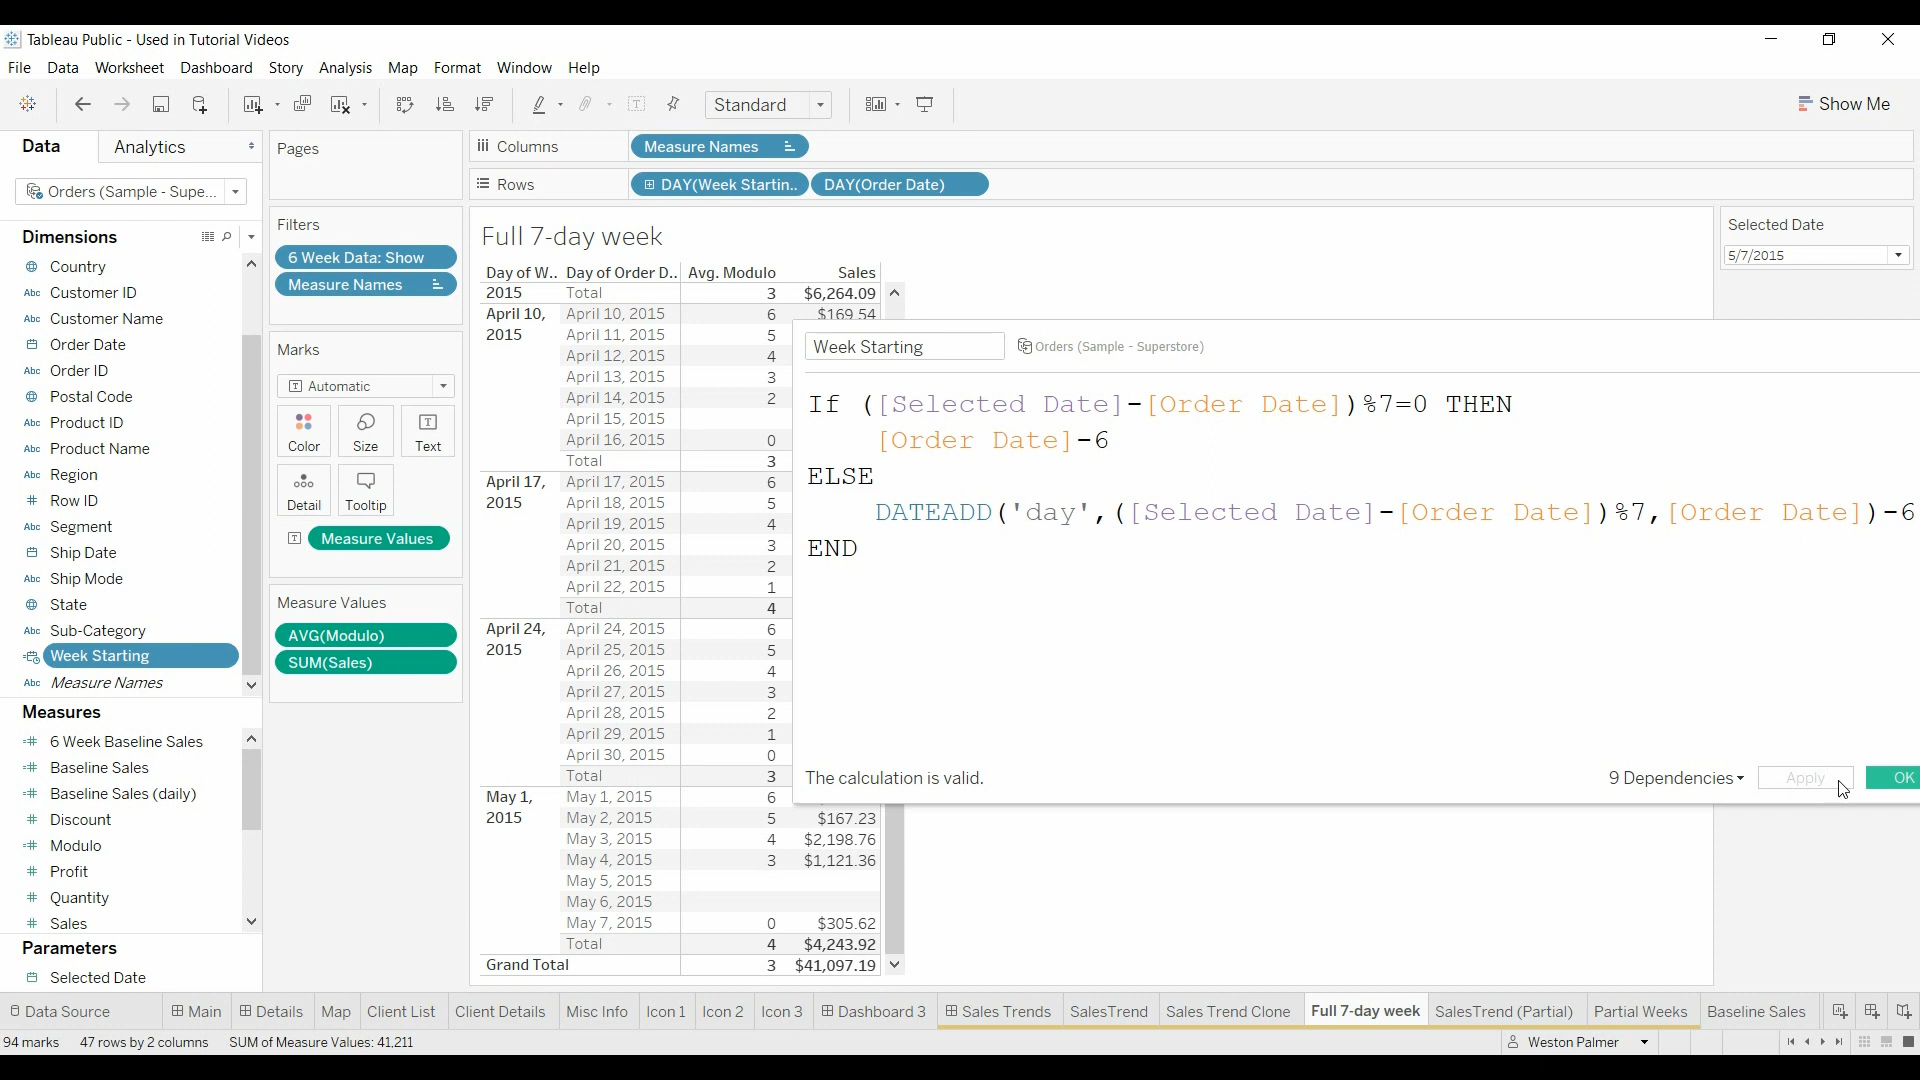 Tableau Public - Used in Tutorial Videos
File Data Worksheet Dashboard Story Analysis Map Format Window Help
Standard
Show Me
Data Analytics
Orders (Sample - Supe...
Dimensions
Country
Abc Customer ID
Abc Customer Name
Order Date
Abc Order ID
Postal Code
Abc Product ID
Abc Product Name
Abc Region
# Row ID
Abc Segment
Ship Date
Abc Ship Mode
State
Abc Sub-Category
Week Starting
Abc Measure Names
Measures
=# 6 Week Baseline Sales
=# Baseline Sales
=# Baseline Sales (daily)
# Discount
=# Modulo
# Profit
# Quantity
# Sales
Parameters
Selected Date
Pages
Filters
6 Week Data: Show
Measure Names
Marks
Automatic
Color Size Text
Detail Tooltip
Measure Values
Measure Values
AVG(Modulo)
SUM(Sales)
Columns Measure Names
Rows DAY(Week Startin.. DAY(Order Date)
Full 7-day week
Day of W.. Day of Order D.. Avg. Modulo Sales
2015 Total 3 $6,264.09
April 10, April 10, 2015 6 $169.54
2015 April 11, 2015 5
April 12, 2015 4
April 13, 2015 3
April 14, 2015 2
April 15, 2015
April 16, 2015 0
Total 3
April 17, April 17, 2015 6
2015 April 18, 2015 5
April 19, 2015 4
April 20, 2015 3
April 21, 2015 2
April 22, 2015 1
Total 4
April 24, April 24, 2015 6
2015 April 25, 2015 5
April 26, 2015 4
April 27, 2015 3
April 28, 2015 2
April 29, 2015 1
April 30, 2015 0
Total 3
May 1, May 1, 2015 6
2015 May 2, 2015 5 $167.23
May 3, 2015 4 $2,198.76
May 4, 2015 3 $1,121.36
May 5, 2015
May 6, 2015
May 7, 2015 0 $305.62
Total 4 $4,243.92
Grand Total 3 $41,097.19
Selected Date
5/7/2015
Week Starting Orders (Sample - Superstore)
If ([Selected Date]-[Order Date])%7=0 THEN
[Order Date]-6
ELSE
DATEADD('day',([Selected Date]-[Order Date])%7,[Order Date])-6
END
The calculation is valid. 9 Dependencies Apply OK
Data Source Main Details Map Client List Client Details Misc Info Icon 1 Icon 2 Icon 3 Dashboard 3 Sales Trends SalesTrend Sales Trend Clone Full 7-day week SalesTrend (Partial) Partial Weeks Baseline Sales
94 marks 47 rows by 2 columns SUM of Measure Values: 41,211 Weston Palmer